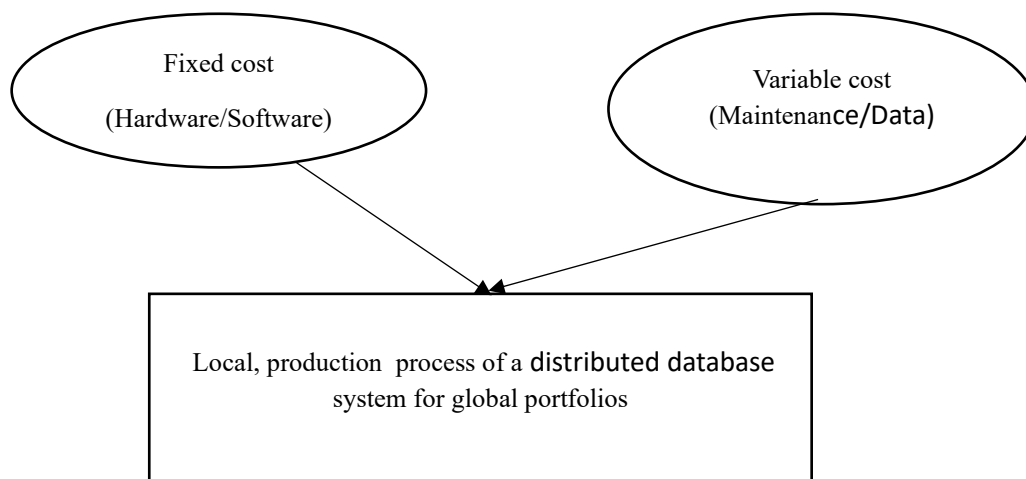 Fixed cost
(Hardware/Software)
Variable cost
(Maintenance/Data)
Local, production process of a distributed database
system for global portfolios